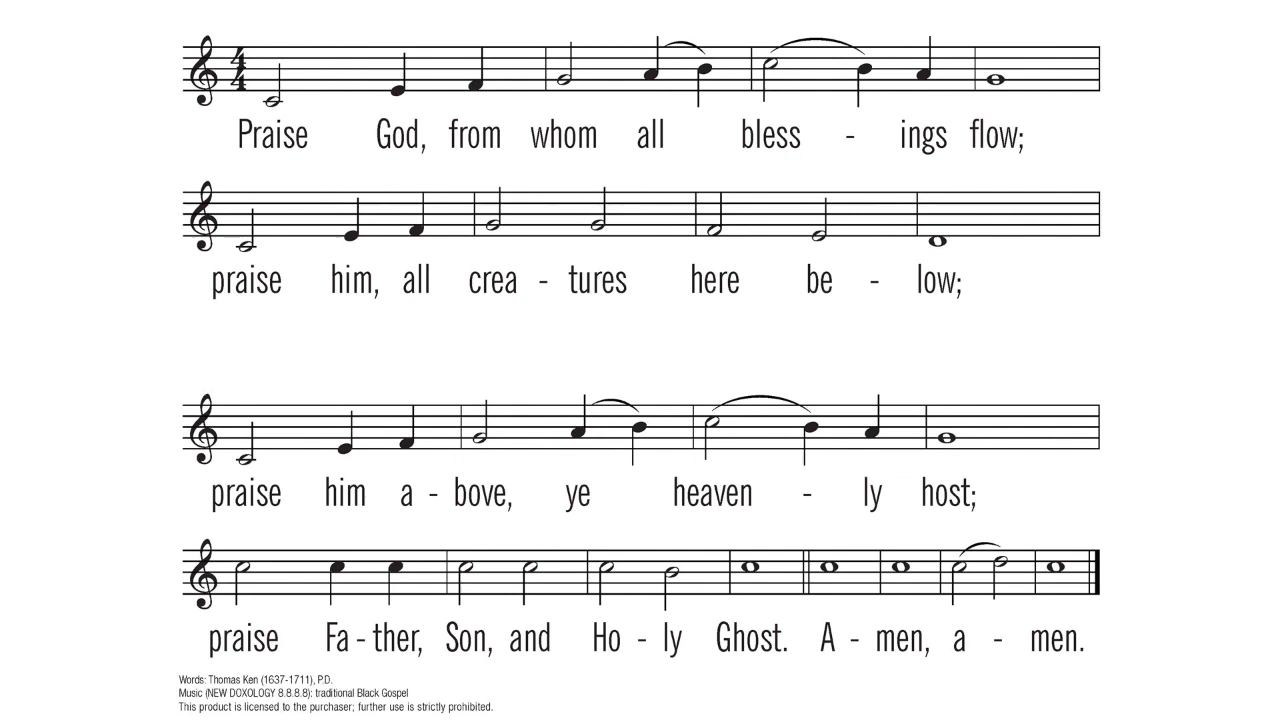 4
4
Praise God, from whom all bless - ings flow;
praise him, all crea - tures here be - low;
praise him a - bove, ye heaven - ly host;
praise Fa - ther, Son, and Ho - ly Ghost. A - men, a - men.
Words: Thomas Ken (1637-1711), P.D.
Music (NEW DOXOLOGY 8.8.8.8): traditional Black Gospel
This product is licensed to the purchaser; further use is strictly prohibited.